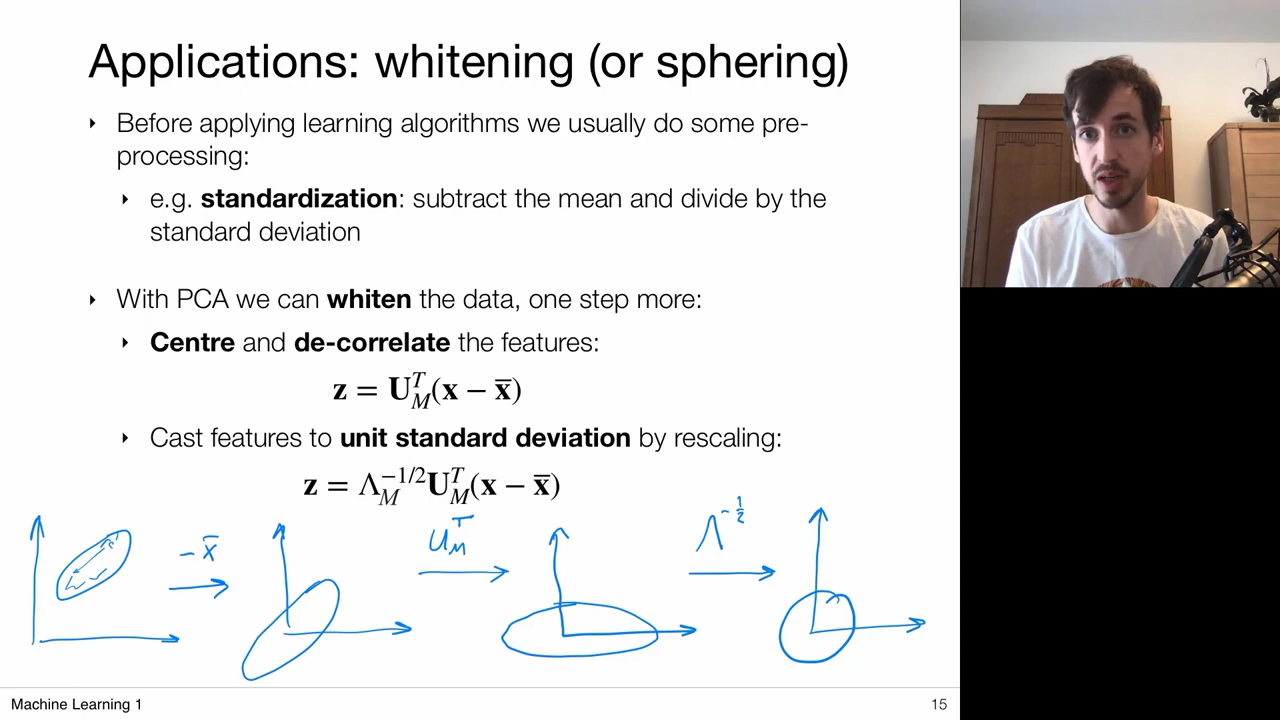 Applications: whitening (or sphering)
‣ Before applying learning algorithms we usually do some pre-
processing:
‣ e.g. standardization: subtract the mean and divide by the
standard deviation
‣ With PCA we can whiten the data, one step more:
‣ Centre and de-correlate the features:
z = U_M^T(x − x̄)
‣ Cast features to unit standard deviation by rescaling:
z = Λ_M^{−1/2}U_M^T(x − x̄)
− x̄ U_M^T Λ^{−1/2}
Machine Learning 1 15